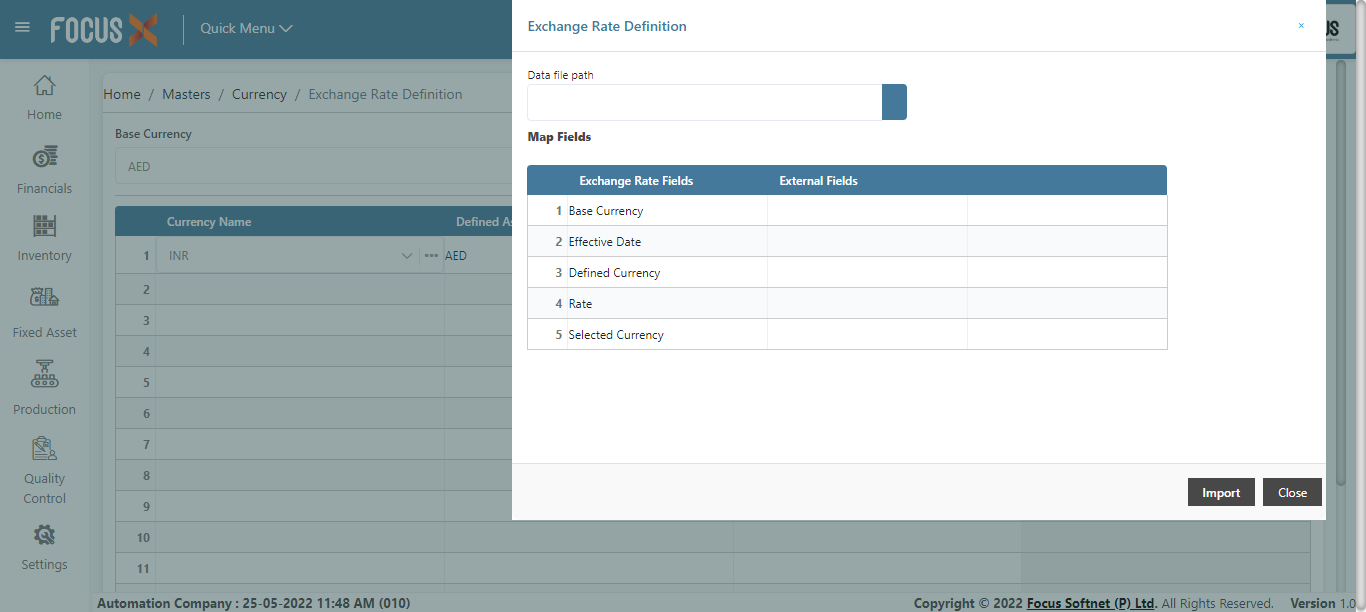 FOCUS X
Quick Menu
Exchange Rate Definition
×
US
Home
Financials
Inventory
Fixed Asset
Production
Quality
Control
Settings
Home / Masters / Currency / Exchange Rate Definition
Base Currency
AED
Currency Name Defined As
1 INR AED
2
3
4
5
6
7
8
9
10
11
Data file path
Map Fields
Exchange Rate Fields External Fields
1 Base Currency
2 Effective Date
3 Defined Currency
4 Rate
5 Selected Currency
Import Close
Automation Company : 25-05-2022 11:48 AM (010) Copyright © 2022 Focus Softnet (P) Ltd. All Rights Reserved. Version 1.0